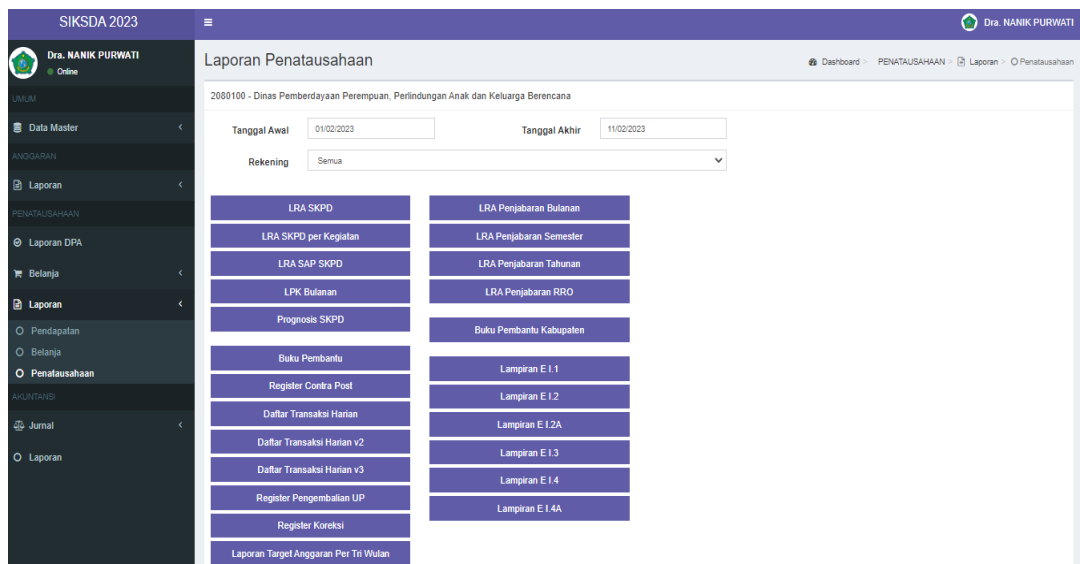 SIKSDA 2023
Dra. NANIK PURWATI
Dra. NANIK PURWATI
Online
UMUM
Data Master
ANGGARAN
Laporan
PENATAUSAHAAN
Laporan DPA
Belanja
Laporan
Pendapatan
Belanja
Penatausahaan
AKUNTANSI
Jurnal
Laporan
Laporan Penatausahaan
Dashboard > PENATAUSAHAAN > Laporan > Penatausahaan
2080100 - Dinas Pemberdayaan Perempuan, Perlindungan Anak dan Keluarga Berencana
Tanggal Awal 01/02/2023 Tanggal Akhir 11/02/2023
Rekening Semua
LRA SKPD
LRA SKPD per Kegiatan
LRA SAP SKPD
LPK Bulanan
Prognosis SKPD
Buku Pembantu
Register Contra Post
Daftar Transaksi Harian
Daftar Transaksi Harian v2
Daftar Transaksi Harian v3
Register Pengembalian UP
Register Koreksi
Laporan Target Anggaran Per Tri Wulan
LRA Penjabaran Bulanan
LRA Penjabaran Semester
LRA Penjabaran Tahunan
LRA Penjabaran RRO
Buku Pembantu Kabupaten
Lampiran E I.1
Lampiran E I.2
Lampiran E I.2A
Lampiran E I.3
Lampiran E I.4
Lampiran E I.4A